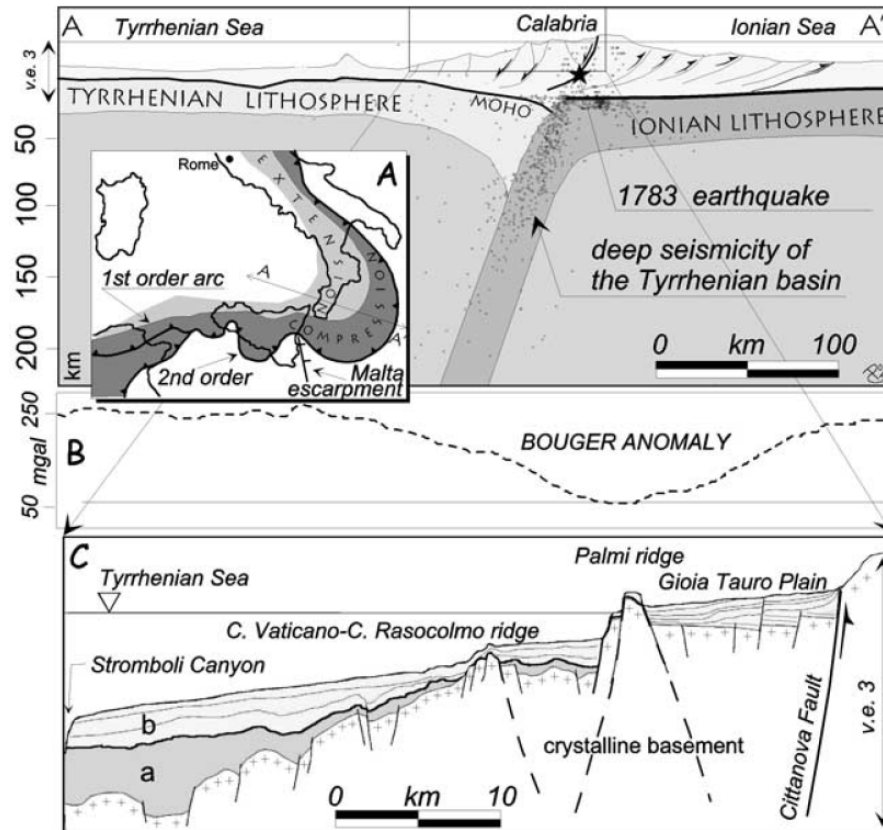 A
Tyrrhenian Sea
Calabria
Ionian Sea
A'
v.e. 3
TYRRHENIAN LITHOSPHERE
MOHO
IONIAN LITHOSPHERE
50
100
150
200
km
Rome
A
EXTENSION
COMPRESSION
A
A'
1st order arc
2nd order
Malta
escarpment
1783 earthquake
deep seismicity of
the Tyrrhenian basin
0 km 100
250
mgal
50
B
BOUGER ANOMALY
C
Tyrrhenian Sea
Palmi ridge
Gioia Tauro Plain
C. Vaticano-C. Rasocolmo ridge
Stromboli Canyon
b
a
crystalline basement
Cittanova Fault
v.e. 3
0 km 10